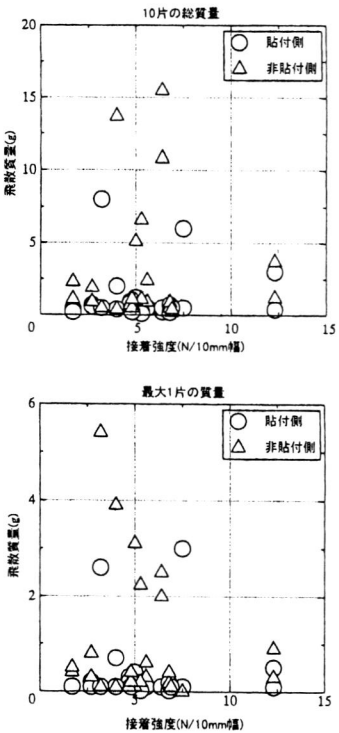 10片の総質量
20
15
10
5
0
5
10
15
飛散質量(g)
貼付側
非貼付側
接着強度(N/10mm幅)
最大1片の質量
6
4
2
0
5
10
15
飛散質量(g)
貼付側
非貼付側
接着強度(N/10mm幅)